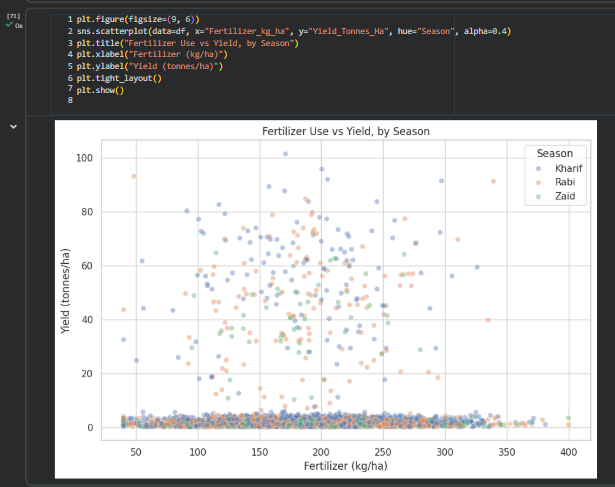 [71]
0s
1 plt.figure(figsize=(9, 6))
2 sns.scatterplot(data=df, x="Fertilizer_kg_ha", y="Yield_Tonnes_Ha", hue="Season", alpha=0.4)
3 plt.title("Fertilizer Use vs Yield, by Season")
4 plt.xlabel("Fertilizer (kg/ha)")
5 plt.ylabel("Yield (tonnes/ha)")
6 plt.tight_layout()
7 plt.show()
8
Fertilizer Use vs Yield, by Season
Season
Kharif
Rabi
Zaid
Yield (tonnes/ha)
100
80
60
40
20
0
50 100 150 200 250 300 350 400
Fertilizer (kg/ha)